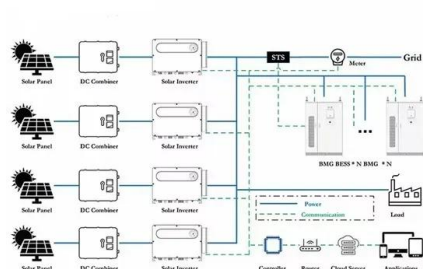 STS
Meter
Grid
Solar Panel DC Combiner Solar Inverter
Solar Panel DC Combiner Solar Inverter
BMG BESS * N BMG * N
Solar Panel DC Combiner Solar Inverter
Power
Communication
Load
Solar Panel DC Combiner Solar Inverter
Controller Router Cloud Server Applications